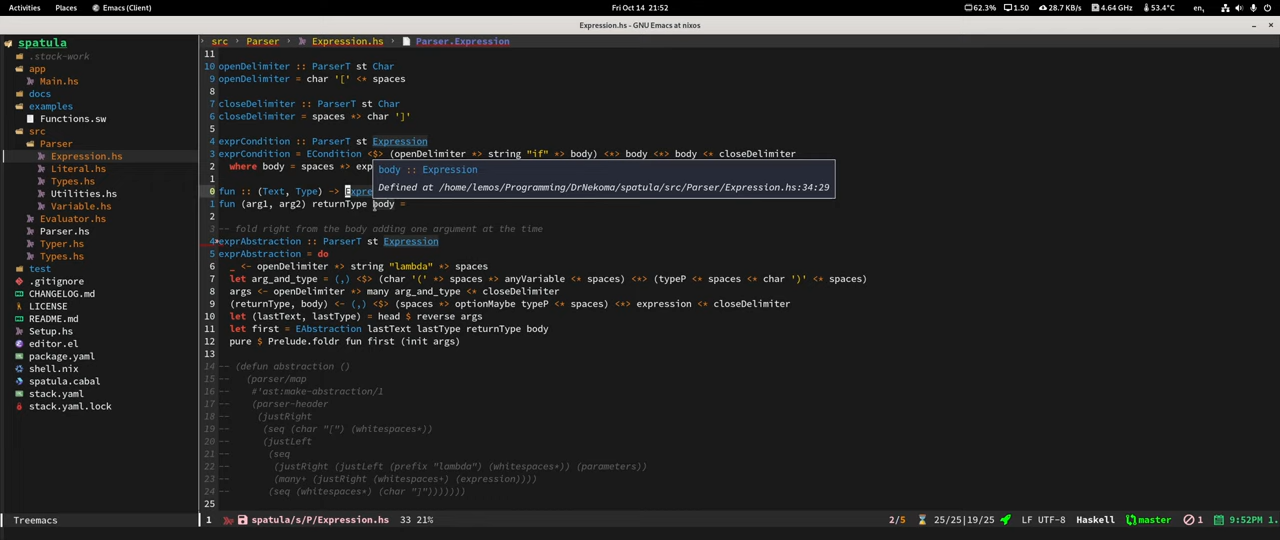 Activities Places Emacs (Client) Fri Oct 14 21:52 62.3% 1.50 28.7 KB/s 4.64 GHz 53.4°C en,
Expression.hs - GNU Emacs at nixos
spatula
.stack-work
app
Main.hs
docs
examples
Functions.sw
src
Parser
Expression.hs
Literal.hs
Types.hs
Utilities.hs
Variable.hs
Evaluator.hs
Parser.hs
Typer.hs
Types.hs
test
.gitignore
CHANGELOG.md
LICENSE
README.md
Setup.hs
editor.el
package.yaml
shell.nix
spatula.cabal
stack.yaml
stack.yaml.lock
Treemacs
› src › Parser › Expression.hs › Parser.Expression
11
10 openDelimiter :: ParserT st Char
9 openDelimiter = char '[' <* spaces
8
7 closeDelimiter :: ParserT st Char
6 closeDelimiter = spaces *> char ']'
5
4 exprCondition :: ParserT st Expression
3 exprCondition = ECondition <$> (openDelimiter *> string "if" *> body) <*> body <*> body <* closeDelimiter
2 where body = spaces *> exp
body :: Expression
Defined at /home/lemos/Programming/DrNekoma/spatula/src/Parser/Expression.hs:34:29
1
0 fun :: (Text, Type) -> Expre
1 fun (arg1, arg2) returnType body =
2
3 -- fold right from the body adding one argument at the time
4 exprAbstraction :: ParserT st Expression
5 exprAbstraction = do
6 _ <- openDelimiter *> string "lambda" *> spaces
7 let arg_and_type = (,) <$> (char '(' *> spaces *> anyVariable <* spaces) <*> (typeP <* spaces <* char ')' <* spaces)
8 args <- openDelimiter *> many arg_and_type <* closeDelimiter
9 (returnType, body) <- (,) <$> (spaces *> optionMaybe typeP <* spaces) <*> expression <* closeDelimiter
10 let (lastText, lastType) = head $ reverse args
11 let first = EAbstraction lastText lastType returnType body
12 pure $ Prelude.foldr fun first (init args)
13
14 -- (defun abstraction ()
15 -- (parser/map
16 -- #'ast:make-abstraction/1
17 -- (parser-header
18 -- (justRight
19 -- (seq (char "[") (whitespaces*))
20 -- (justLeft
21 -- (seq
22 -- (justRight (justLeft (prefix "lambda") (whitespaces+)) (parameters))
23 -- (many+ (justRight (whitespaces+) (expression))))
24 -- (seq (whitespaces*) (char "]")))))))
25
1 spatula/s/P/Expression.hs 33 21% 2/5 25/25|19/25 LF UTF-8 Haskell master 1 9:52PM 1.